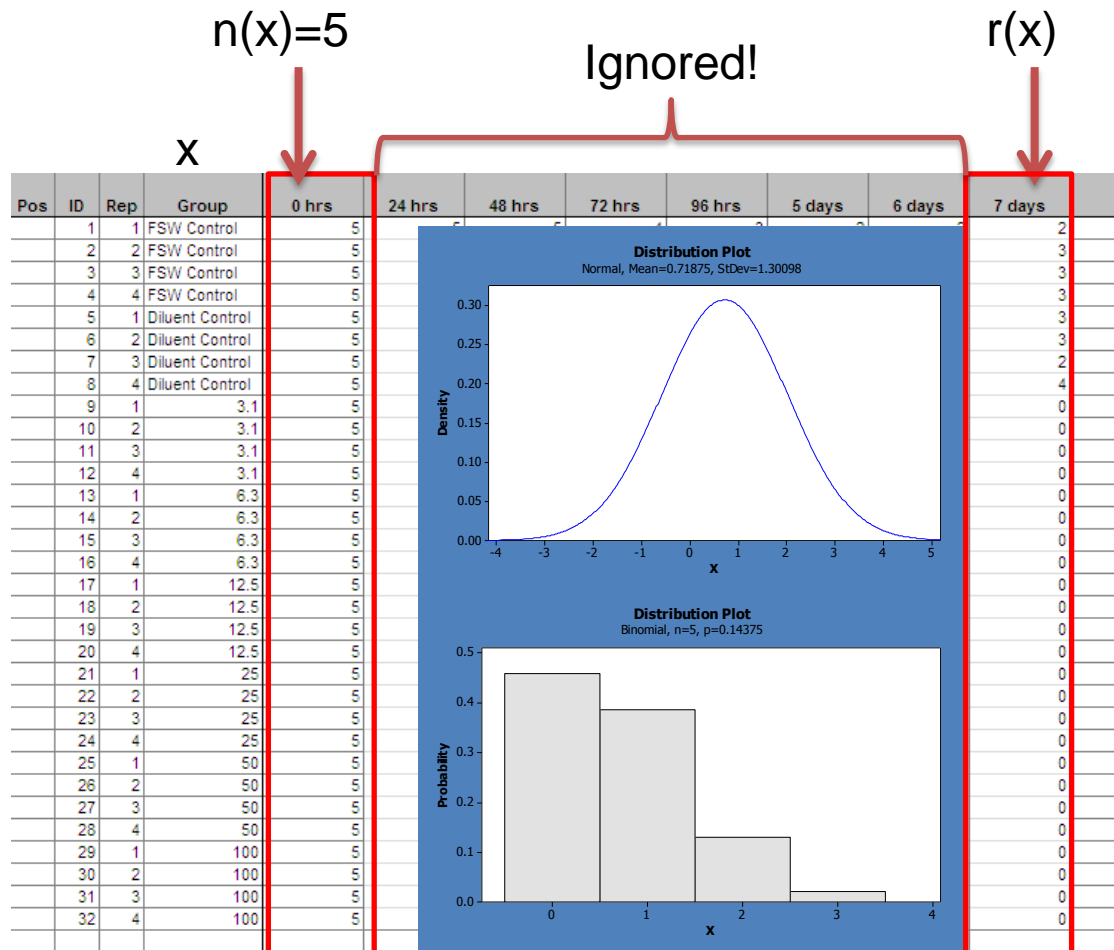 n(x)=5
Ignored!
r(x)
x
Pos ID Rep Group 0 hrs 24 hrs 48 hrs 72 hrs 96 hrs 5 days 6 days 7 days
1 1 FSW Control 5 2
2 2 FSW Control 5 3
3 3 FSW Control 5 3
4 4 FSW Control 5 3
5 1 Diluent Control 5 3
6 2 Diluent Control 5 3
7 3 Diluent Control 5 2
8 4 Diluent Control 5 4
9 1 3.1 5 0
10 2 3.1 5 0
11 3 3.1 5 0
12 4 3.1 5 0
13 1 6.3 5 0
14 2 6.3 5 0
15 3 6.3 5 0
16 4 6.3 5 0
17 1 12.5 5 0
18 2 12.5 5 0
19 3 12.5 5 0
20 4 12.5 5 0
21 1 25 5 0
22 2 25 5 0
23 3 25 5 0
24 4 25 5 0
25 1 50 5 0
26 2 50 5 0
27 3 50 5 0
28 4 50 5 0
29 1 100 5 0
30 2 100 5 0
31 3 100 5 0
32 4 100 5 0
Distribution Plot
Normal, Mean=0.71875, StDev=1.30098
0.30
0.25
0.20
0.15
0.10
0.05
0.00
Density
-4 -3 -2 -1 0 1 2 3 4 5
X
Distribution Plot
Binomial, n=5, p=0.14375
0.5
0.4
0.3
0.2
0.1
0.0
Probability
0 1 2 3 4
X